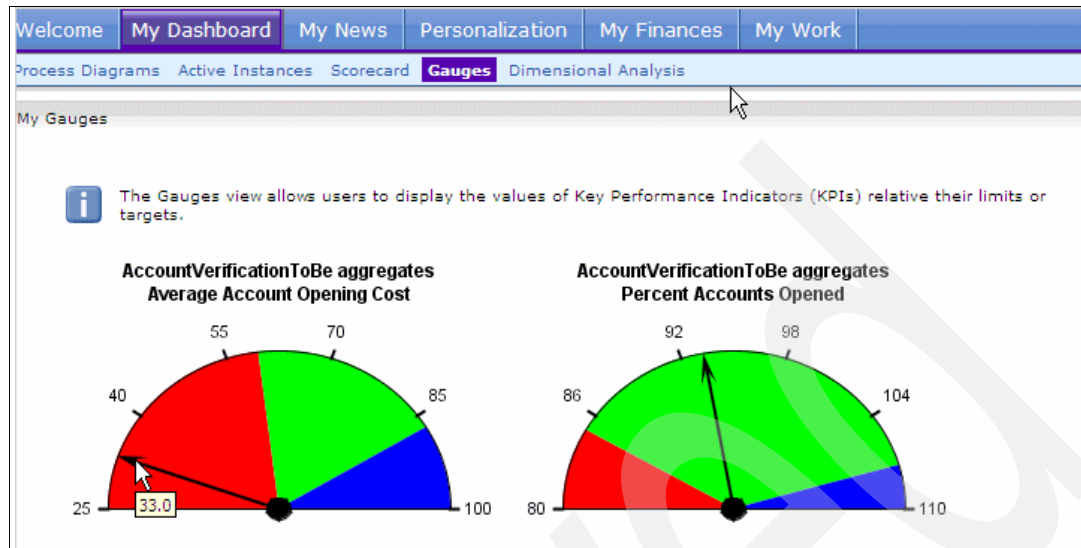 Welcome My Dashboard My News Personalization My Finances My Work
Process Diagrams Active Instances Scorecard Gauges Dimensional Analysis
My Gauges
The Gauges view allows users to display the values of Key Performance Indicators (KPIs) relative their limits or
targets.
AccountVerificationToBe aggregates
Average Account Opening Cost
55 70
40 85
33.0
25 100
AccountVerificationToBe aggregates
Percent Accounts Opened
92 98
86 104
80 110